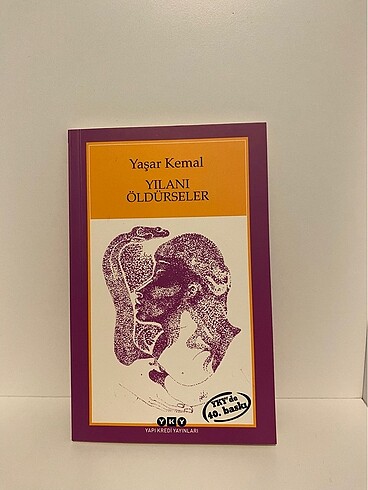 Yaşar Kemal
YILANI
ÖLDÜRSELER
YKY'de
40. baskı
YKY
YAPI KREDİ YAYINLARI